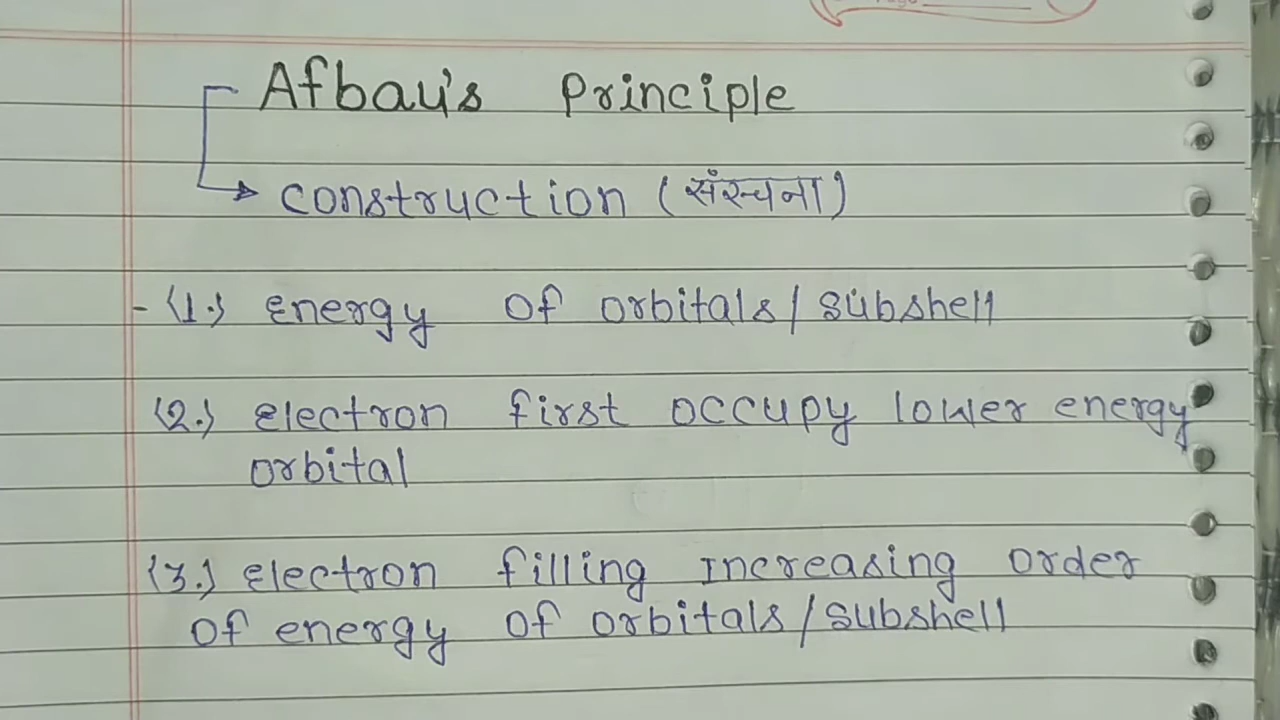 Afbau's Principle
construction (संरचना)
(1.) energy of orbitals/subshell
(2.) electron first occupy lower energy
orbital
(3.) electron filling increasing order
of energy of orbitals/subshell